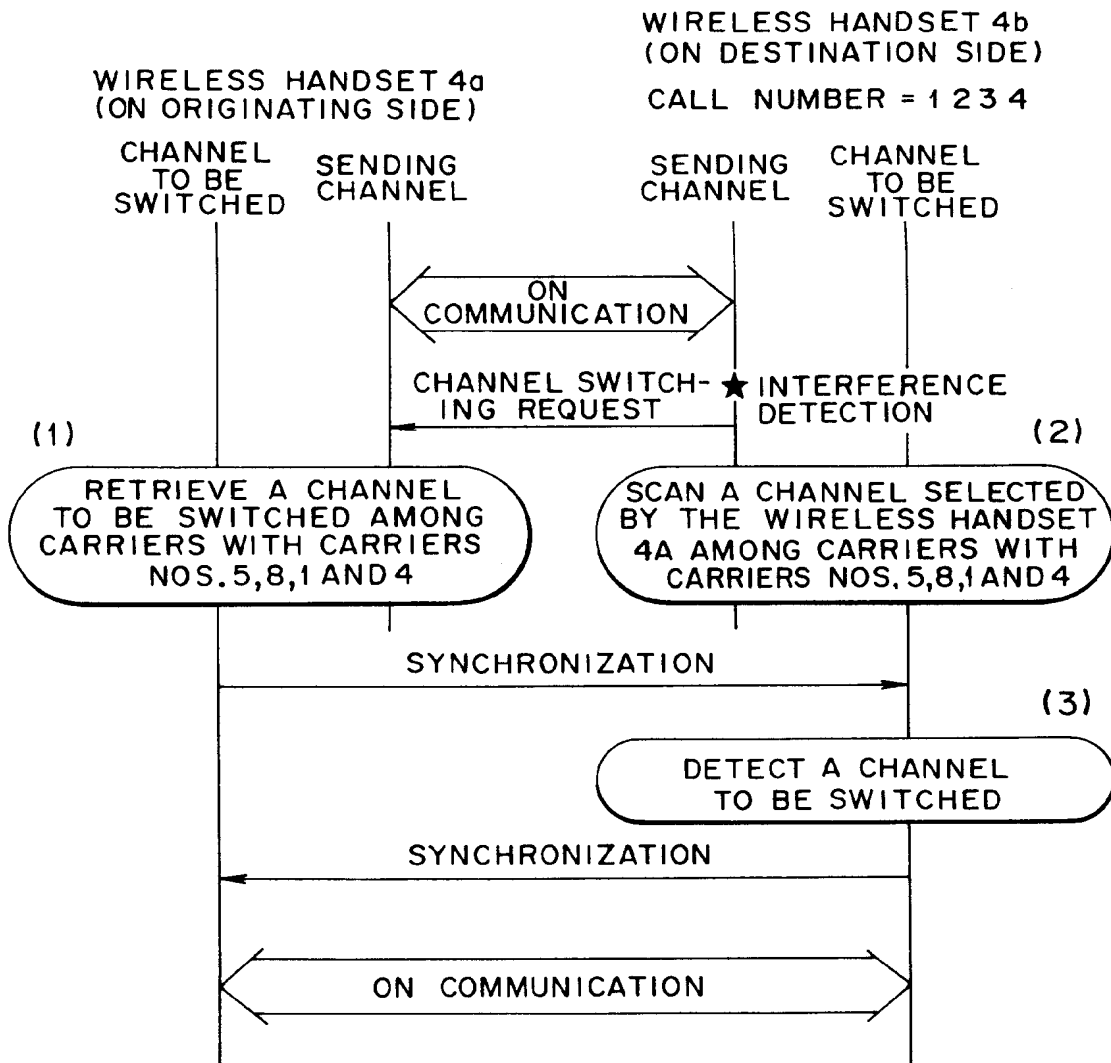 WIRELESS HANDSET 4a
(ON ORIGINATING SIDE)
WIRELESS HANDSET 4b
(ON DESTINATION SIDE)
CALL NUMBER = 1 2 3 4
CHANNEL
TO BE
SWITCHED
SENDING
CHANNEL
SENDING
CHANNEL
CHANNEL
TO BE
SWITCHED
ON
COMMUNICATION
CHANNEL SWITCH-
ING REQUEST
★ INTERFERENCE
DETECTION
(1)
RETRIEVE A CHANNEL
TO BE SWITCHED AMONG
CARRIERS WITH CARRIERS
NOS. 5,8,1 AND 4
(2)
SCAN A CHANNEL SELECTED
BY THE WIRELESS HANDSET
4A AMONG CARRIERS WITH
CARRIERS NOS. 5,8,1 AND 4
SYNCHRONIZATION
(3)
DETECT A CHANNEL
TO BE SWITCHED
SYNCHRONIZATION
ON COMMUNICATION